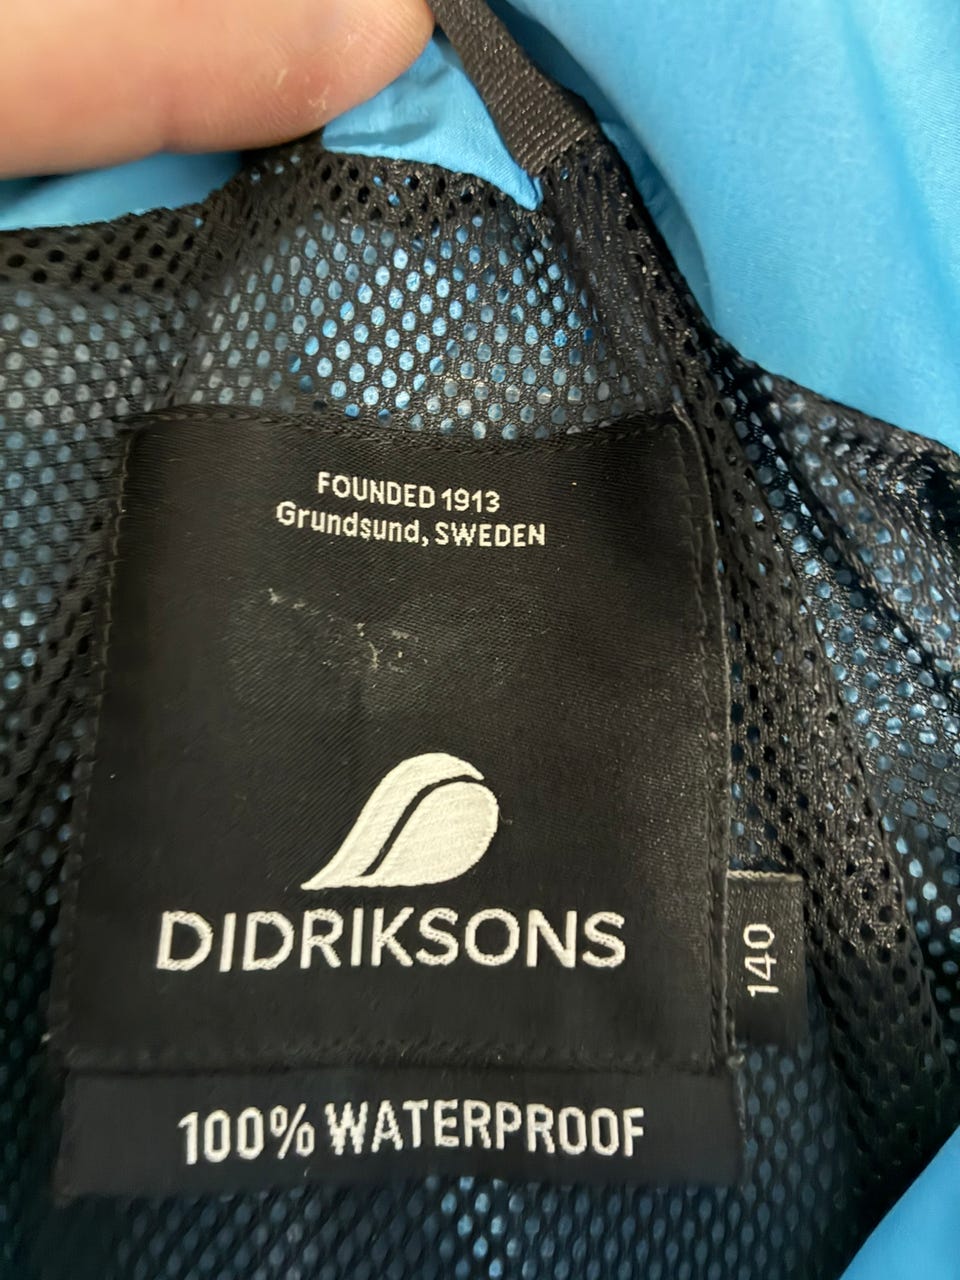 FOUNDED 1913
Grundsund, SWEDEN
DIDRIKSONS
140
100% WATERPROOF